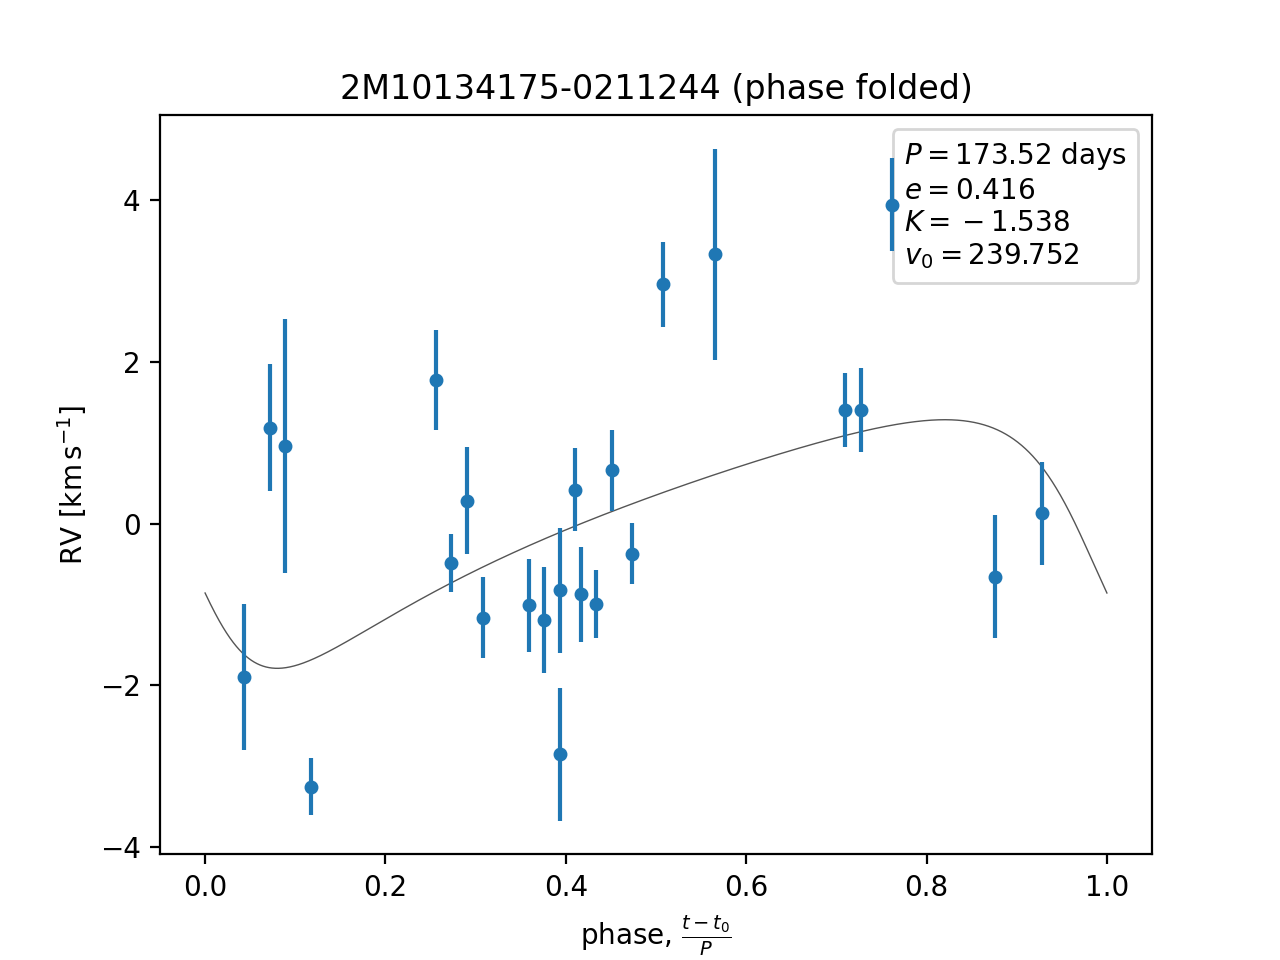 2M10134175-0211244 (phase folded)
P = 173.52 days
e = 0.416
K = − 1.538
v₀ = 239.752
4
2
0
−2
−4
RV [km s⁻¹]
0.0 0.2 0.4 0.6 0.8 1.0
phase, (t − t₀)/P